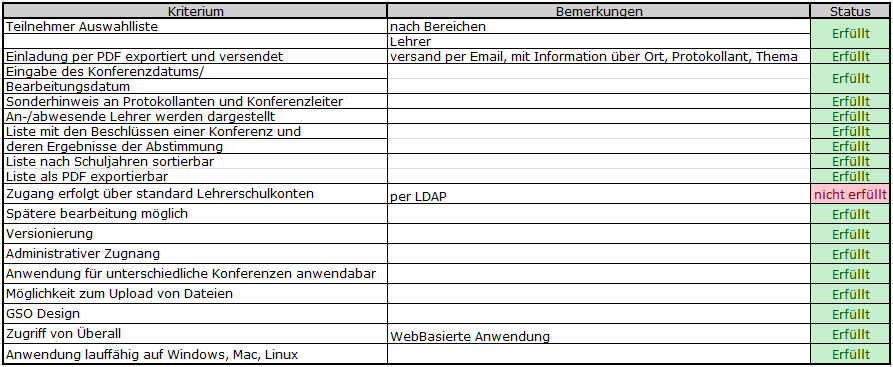 Kriterium Bemerkungen Status
Teilnehmer Auswahlliste nach Bereichen Erfüllt
Lehrer
Einladung per PDF exportiert und versendet versand per Email, mit Information über Ort, Protokollant, Thema Erfüllt
Eingabe des Konferenzdatums/ Erfüllt
Bearbeitungsdatum
Sonderhinweis an Protokollanten und Konferenzleiter Erfüllt
An-/abwesende Lehrer werden dargestellt Erfüllt
Liste mit den Beschlüssen einer Konferenz und Erfüllt
deren Ergebnisse der Abstimmung Erfüllt
Liste nach Schuljahren sortierbar Erfüllt
Liste als PDF exportierbar Erfüllt
Zugang erfolgt über standard Lehrerschulkonten per LDAP nicht erfüllt
Spätere bearbeitung möglich Erfüllt
Versionierung Erfüllt
Administrativer Zugnang Erfüllt
Anwendung für unterschiedliche Konferenzen anwendabar Erfüllt
Möglichkeit zum Upload von Dateien Erfüllt
GSO Design Erfüllt
Zugriff von Überall WebBasierte Anwendung Erfüllt
Anwendung lauffähig auf Windows, Mac, Linux Erfüllt